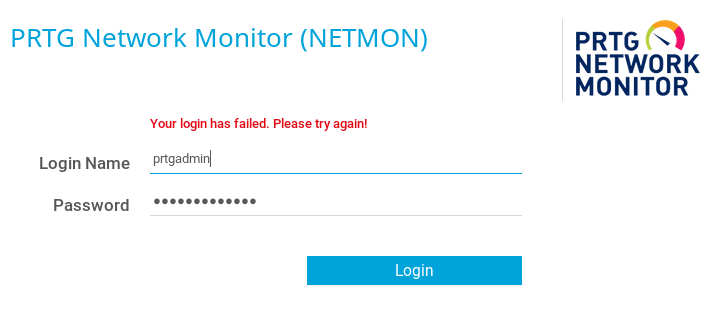 PRTG Network Monitor (NETMON)
PRTG
NETWORK
MONITOR
Your login has failed. Please try again!
Login Name prtgadmin
Password •••••••••••••
Login